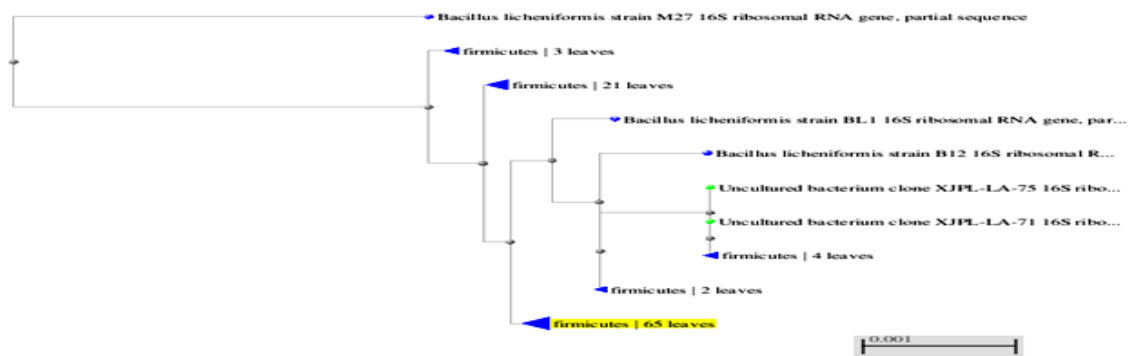 Bacillus licheniformis strain M27 16S ribosomal RNA gene, partial sequence
firmicutes | 3 leaves
firmicutes | 21 leaves
Bacillus licheniformis strain BL1 16S ribosomal RNA gene, par...
Bacillus licheniformis strain B12 16S ribosomal R...
Uncultured bacterium clone XJPL-LA-75 16S ribo...
Uncultured bacterium clone XJPL-LA-71 16S ribo...
firmicutes | 4 leaves
firmicutes | 2 leaves
firmicutes | 65 leaves
0.001